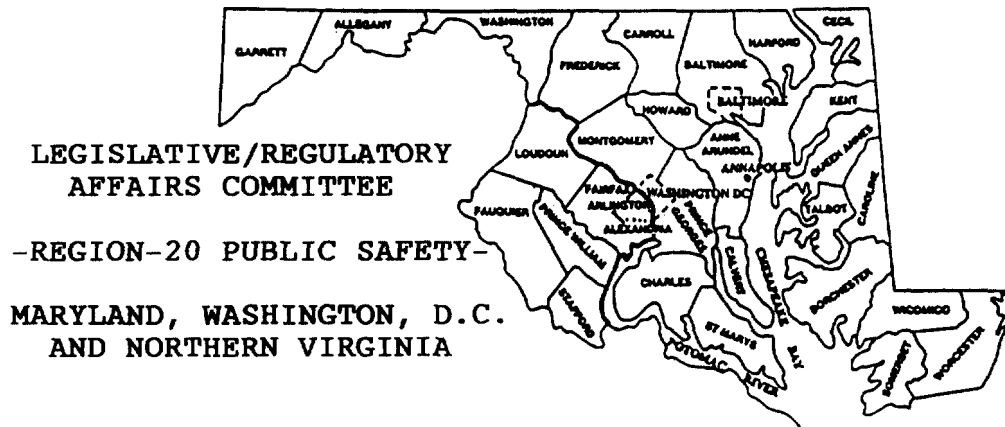 WASHINGTON
CECIL
ALLEGANY
CARROLL
HARFORD
GARRETT
FREDERICK
BALTIMORE
BALTIMORE
KENT
HOWARD
MONTGOMERY
ANNE
ARUNDEL
ANNAPOLIS
QUEEN ANNES
LOUDOUN
FAIRFAX
WASHINGTON DC
ARLINGTON
TALBOT
CAROLINE
FAUQUIER
PRINCE WILLIAM
ALEXANDRIA
PRINCE
GEORGES
CHARLES
CALVERT
CHESAPEAKE
DORCHESTER
WICOMICO
STAFFORD
ST MARYS
BAY
SOMERSET
WORCESTER
POTOMAC
RIVER
LEGISLATIVE/REGULATORY
AFFAIRS COMMITTEE
-REGION-20 PUBLIC SAFETY-
MARYLAND, WASHINGTON, D.C.
AND NORTHERN VIRGINIA